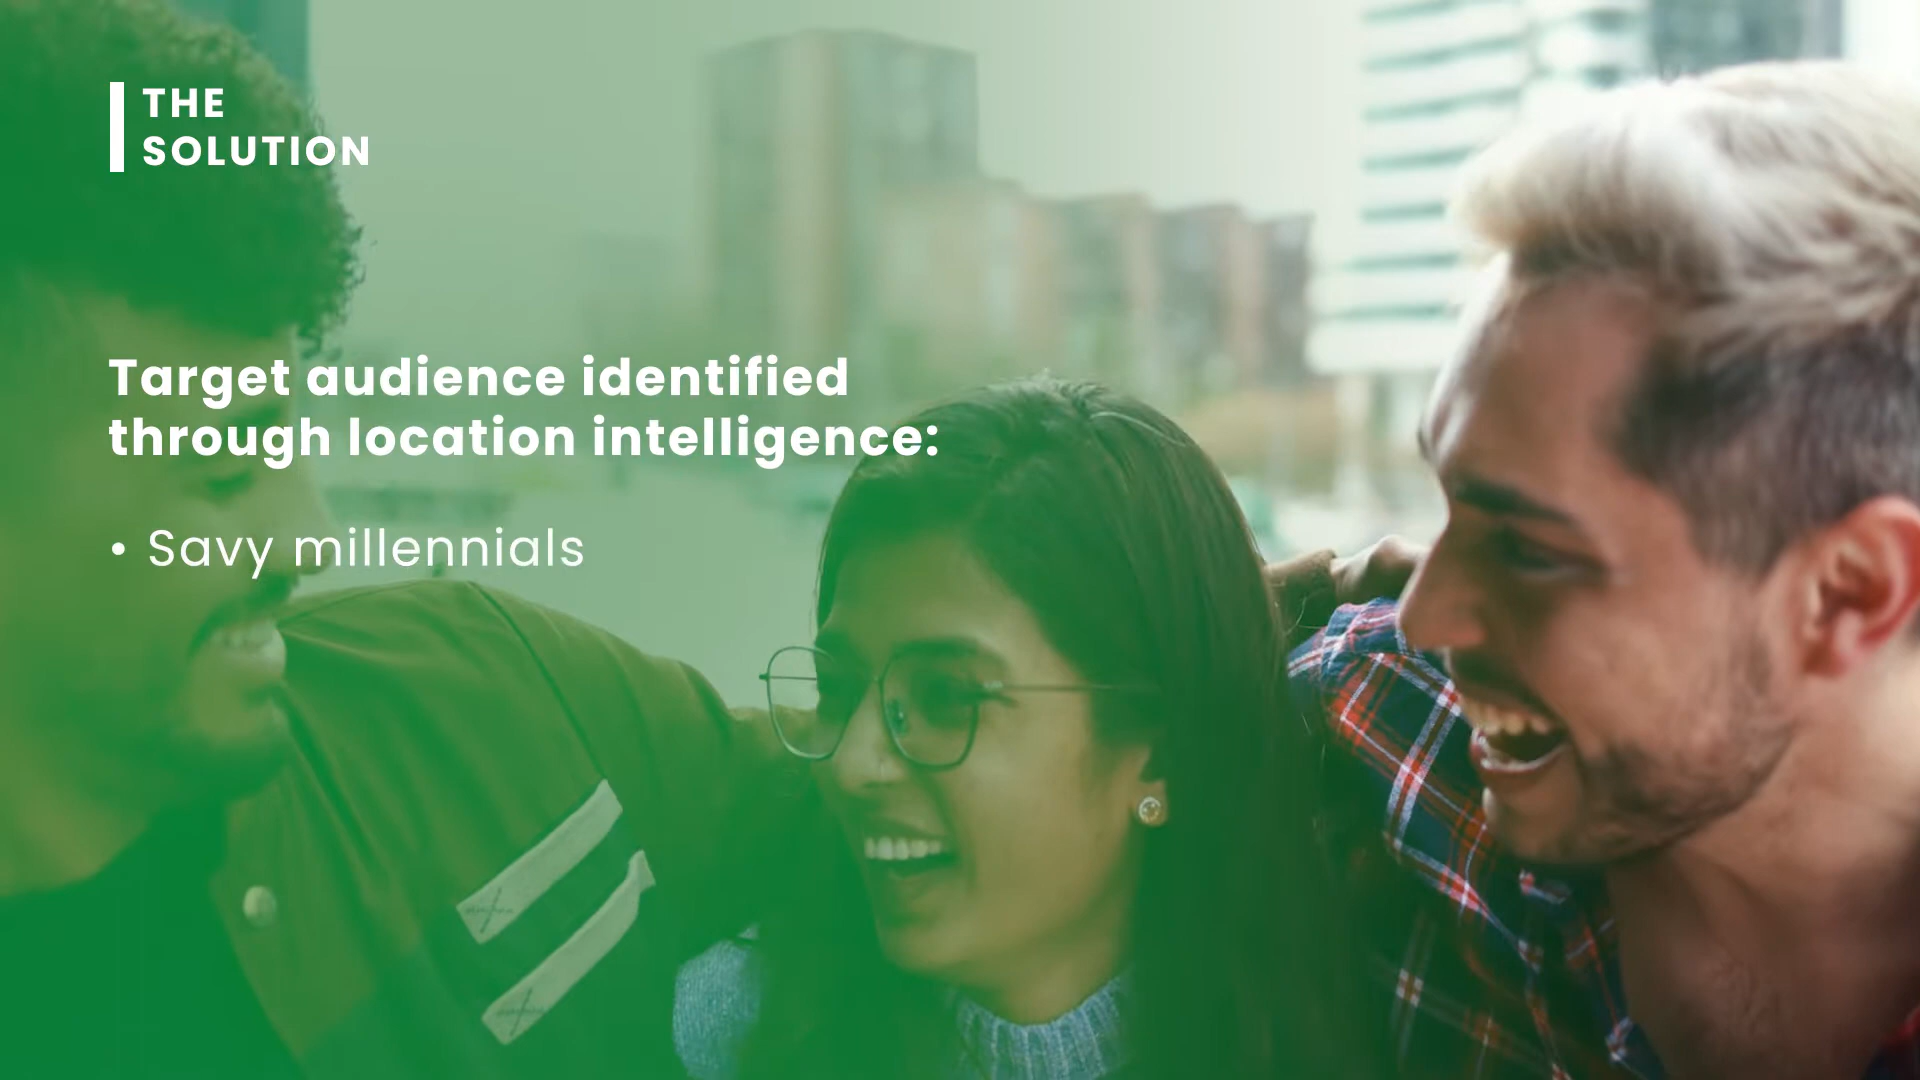 THE
SOLUTION
Target audience identified
through location intelligence:
• Savy millennials